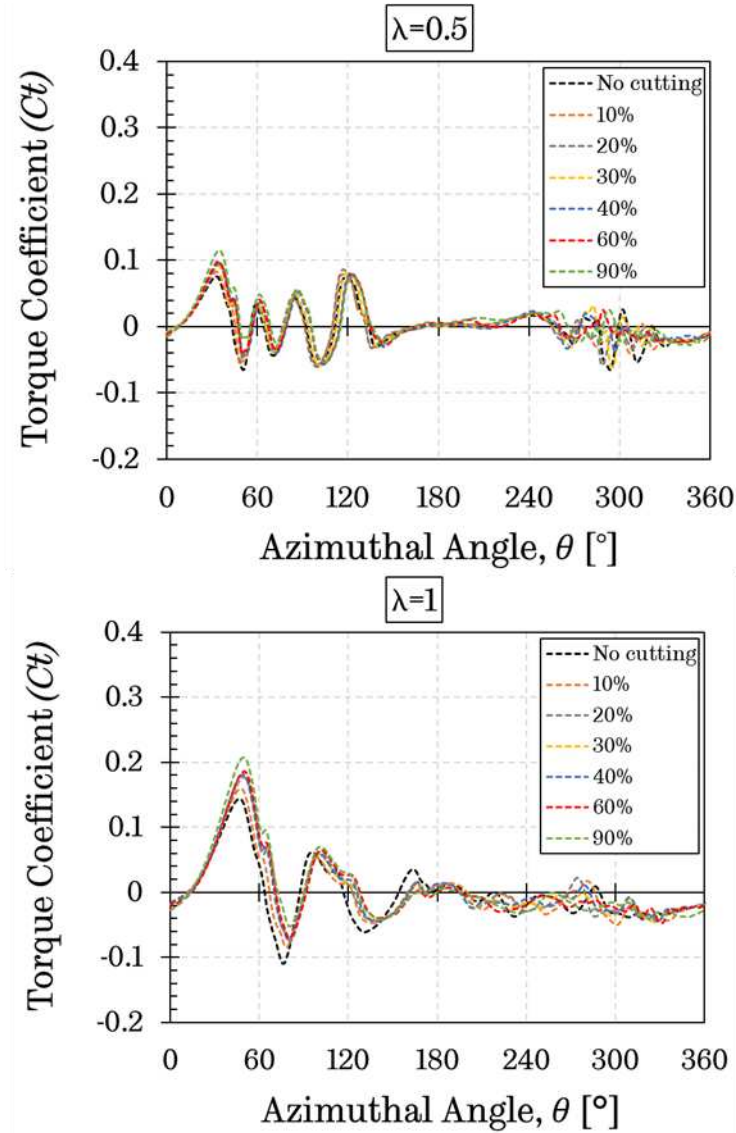 λ=0.5
0.4
0.3
0.2
0.1
0
-0.1
-0.2
Torque Coefficient (Ct)
No cutting
10%
20%
30%
40%
60%
90%
0 60 120 180 240 300 360
Azimuthal Angle, θ [°]
λ=1
0.4
0.3
0.2
0.1
0
-0.1
-0.2
Torque Coefficient (Ct)
No cutting
10%
20%
30%
40%
60%
90%
0 60 120 180 240 300 360
Azimuthal Angle, θ [°]